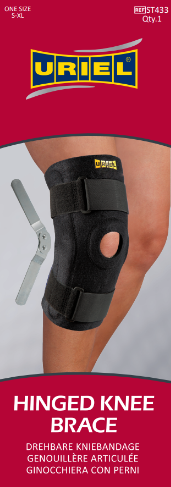 ONE SIZE
S-XL
REF ST433
Qty.1
URIEL®
URIEL
HINGED KNEE
BRACE
DREHBARE KNIEBANDAGE
GENOUILLÈRE ARTICULÉE
GINOCCHIERA CON PERNI